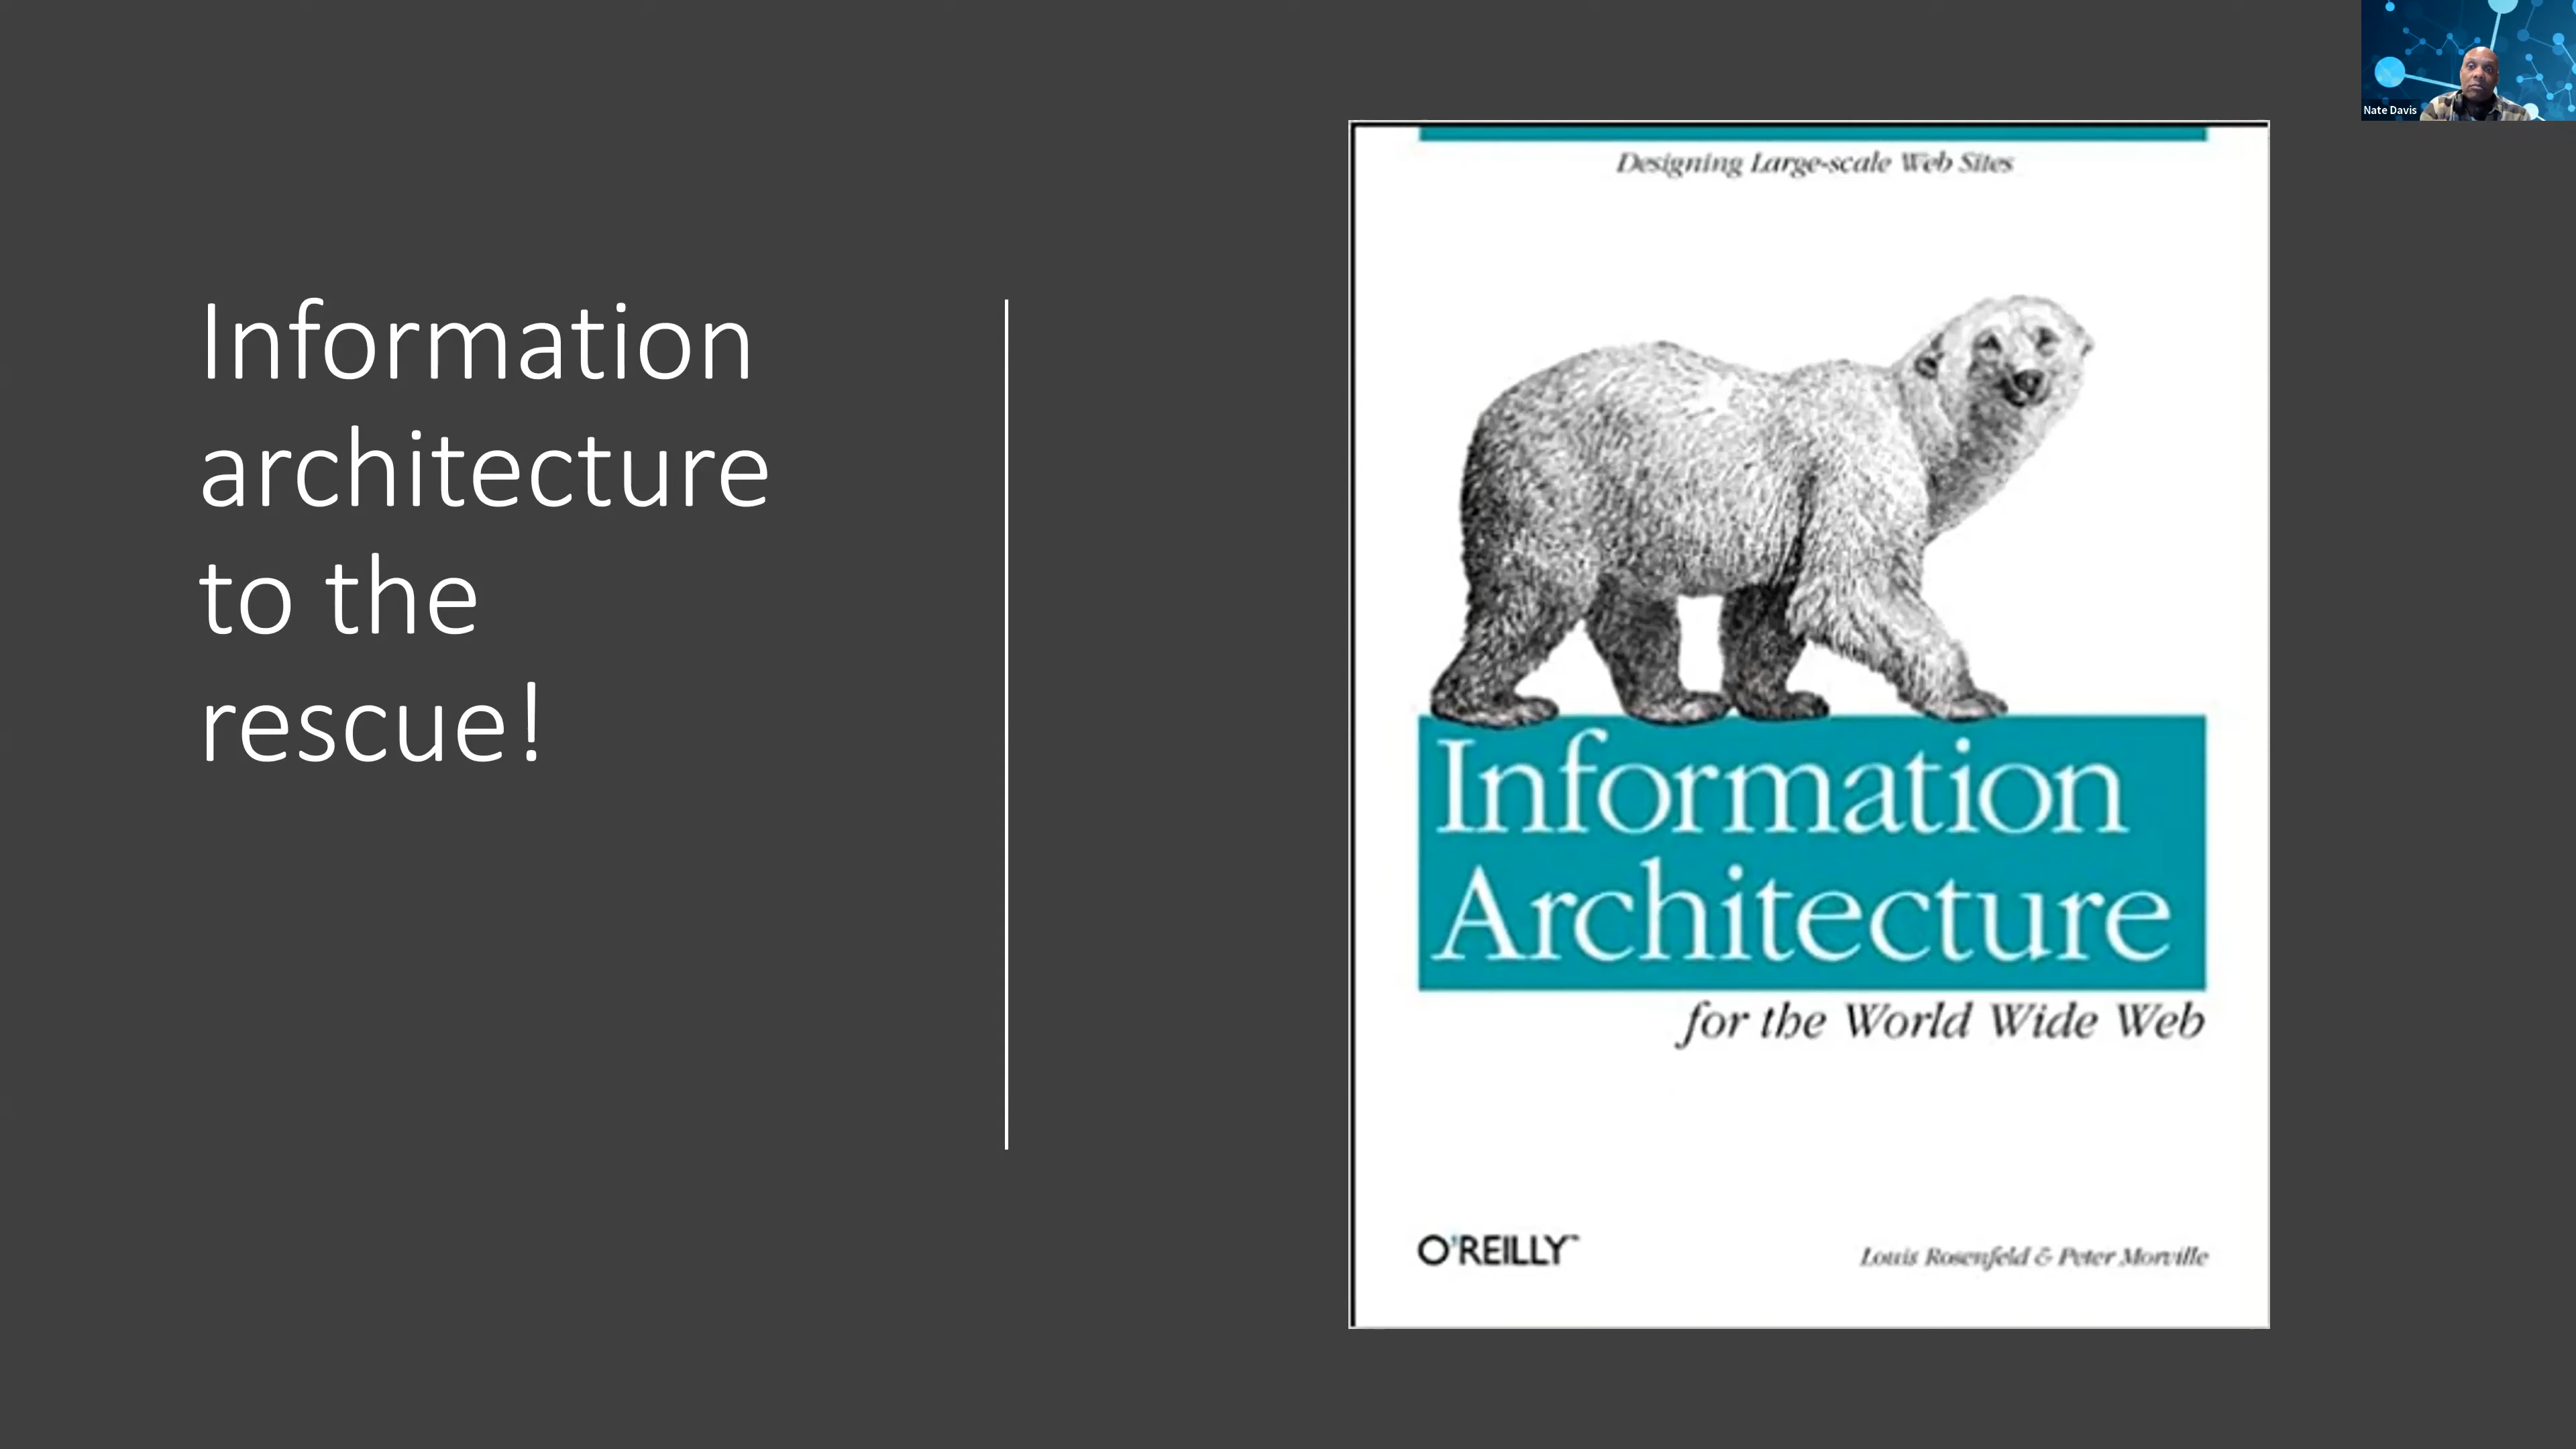 Information
architecture
to the
rescue!
Designing Large-scale Web Sites
Information
Architecture
for the World Wide Web
O'REILLY™
Louis Rosenfeld & Peter Morville
Nate Davis